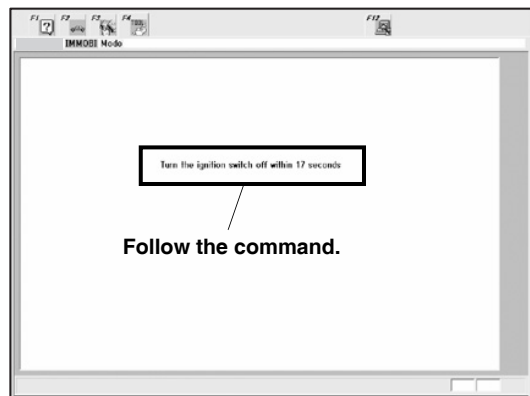 F1 F2 F3 F4 F12
IMMOBI Mode
Turn the ignition switch off within 17 seconds
Follow the command.